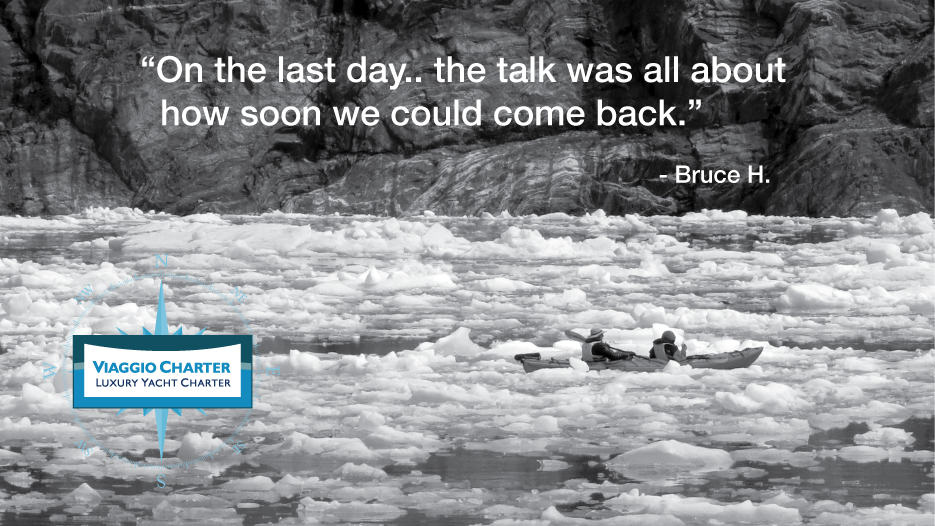 “On the last day.. the talk was all about
how soon we could come back.”
- Bruce H.
N
VIAGGIO CHARTER
LUXURY YACHT CHARTER
S